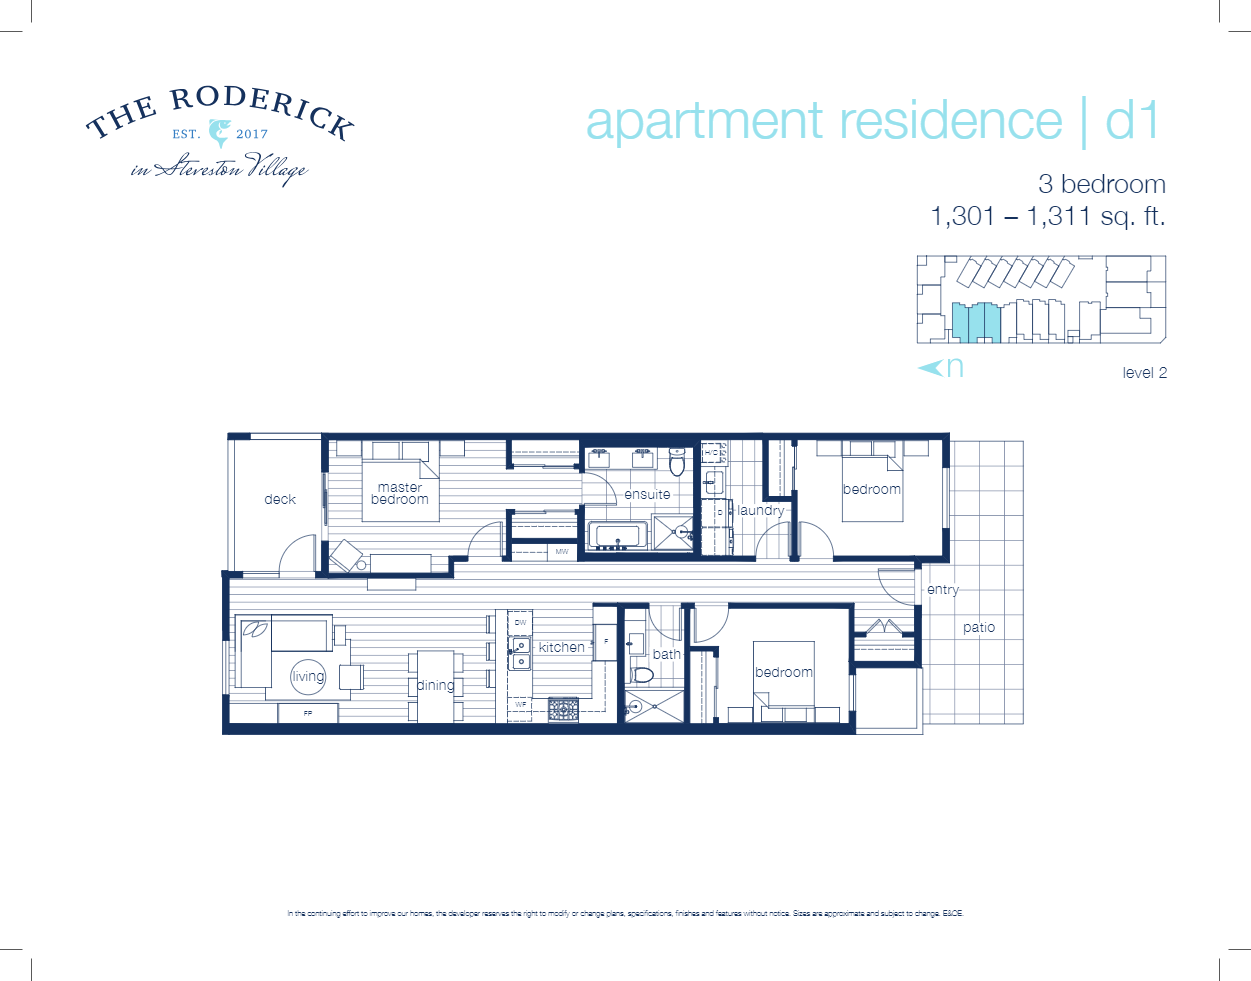 THE RODERICK
EST. 2017
in Steveston Village
apartment residence | d1
3 bedroom
1,301 – 1,311 sq. ft.
n
level 2
deck
master
bedroom
ensuite
H/C
laundry
D
bedroom
MW
entry
patio
living
FP
dining
DW
kitchen
F
WF
bath
bedroom
In the continuing effort to improve our homes, the developer reserves the right to modify or change plans, specifications, finishes and features without notice. Sizes are approximate and subject to change. E&OE.